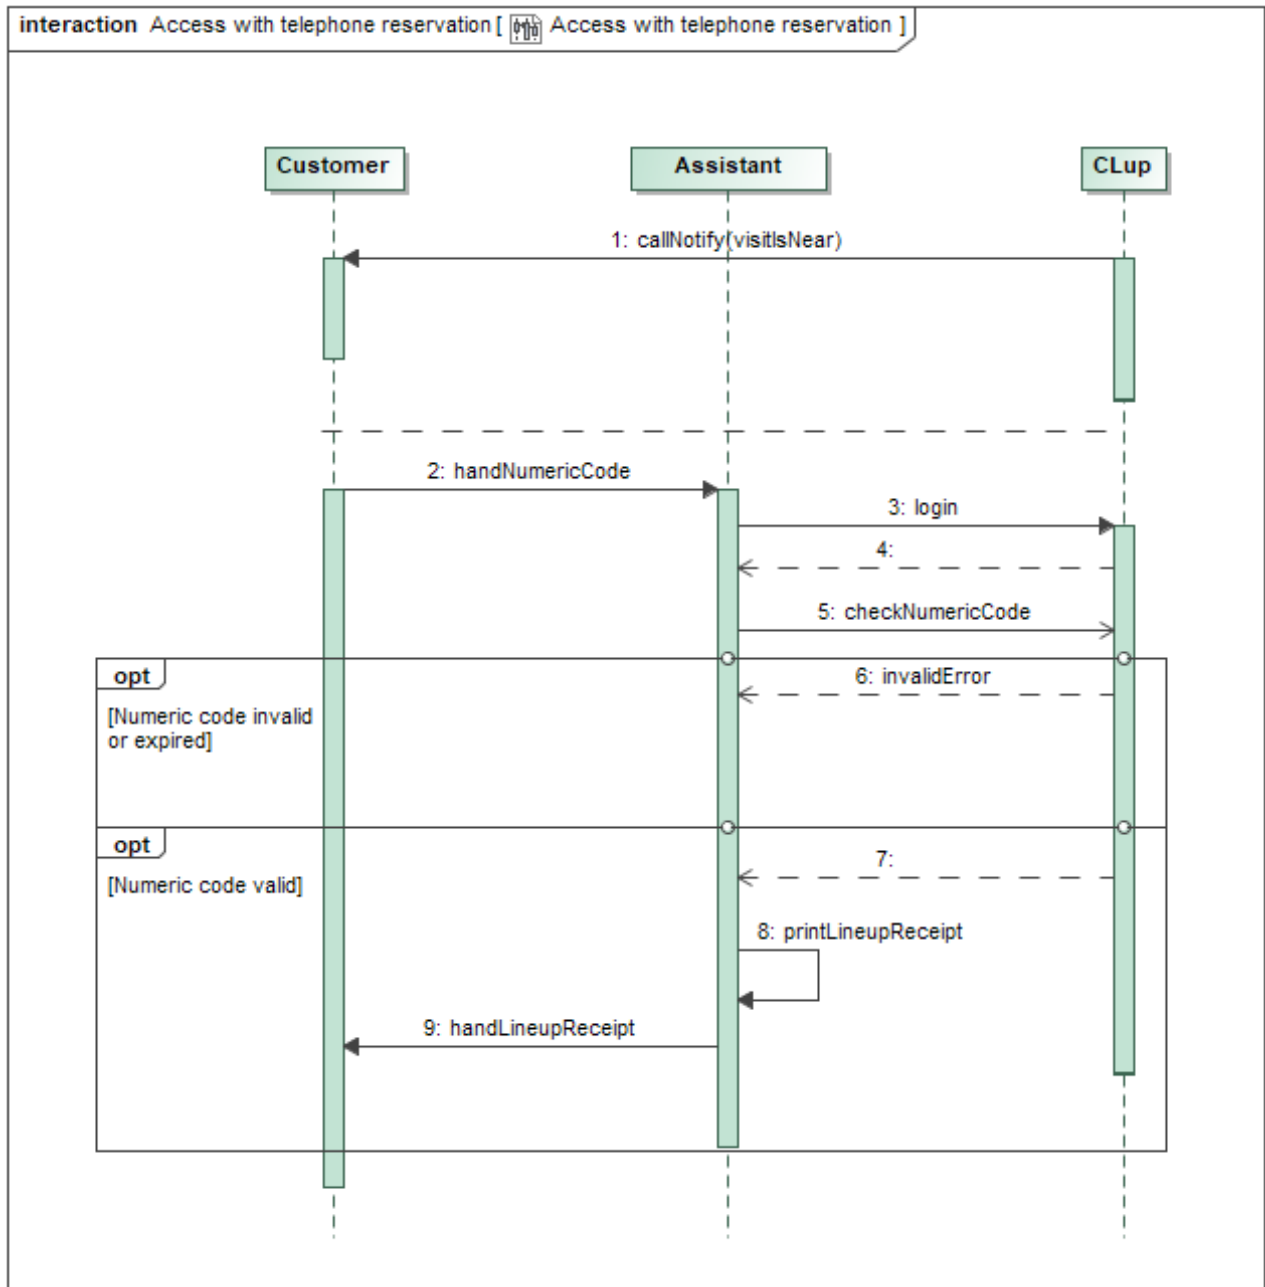 interaction Access with telephone reservation [ Access with telephone reservation ]
Customer
Assistant
CLup
1: callNotify(visitIsNear)
2: handNumericCode
3: login
4:
5: checkNumericCode
opt
6: invalidError
[Numeric code invalid
or expired]
opt
7:
[Numeric code valid]
8: printLineupReceipt
9: handLineupReceipt